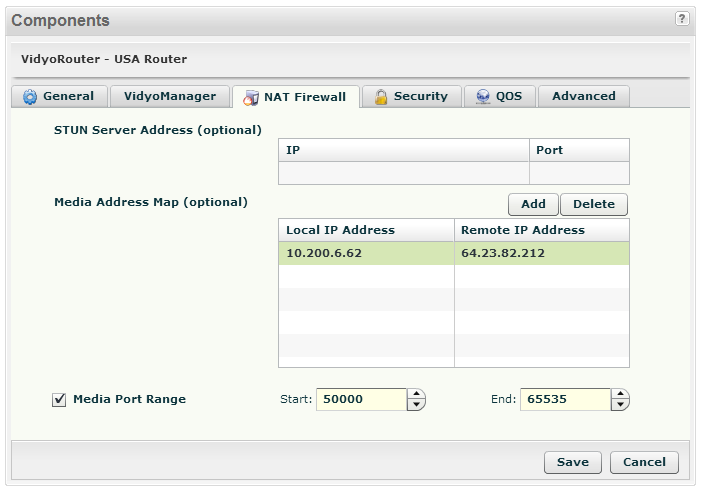 Components
?
VidyoRouter - USA Router
General
VidyoManager
NAT Firewall
Security
QOS
Advanced
STUN Server Address (optional)
IP
Port
Media Address Map (optional)
Add
Delete
Local IP Address
Remote IP Address
10.200.6.62
64.23.82.212
Media Port Range
Start:
50000
End:
65535
Save
Cancel